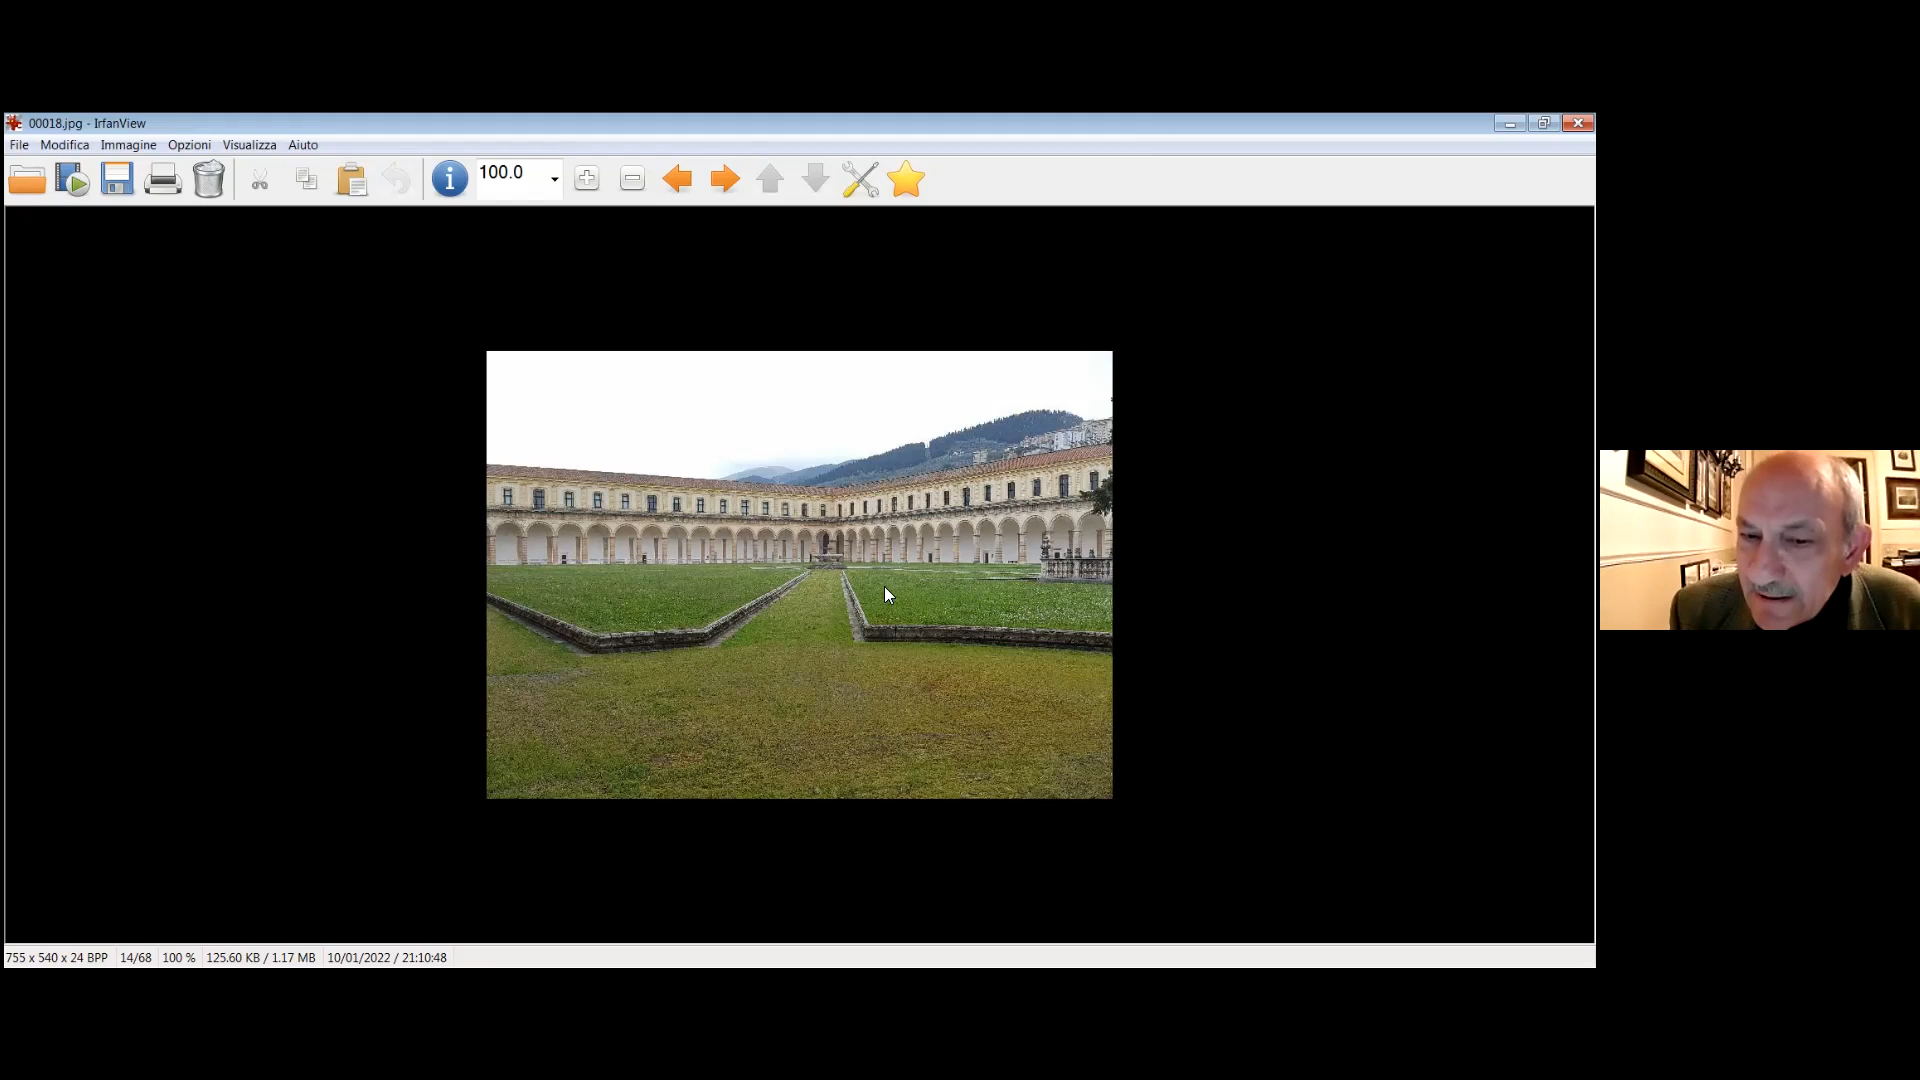 00018.jpg - IrfanView
File Modifica Immagine Opzioni Visualizza Aiuto
100.0
755 x 540 x 24 BPP 14/68 100 % 125.60 KB / 1.17 MB 10/01/2022 / 21:10:48